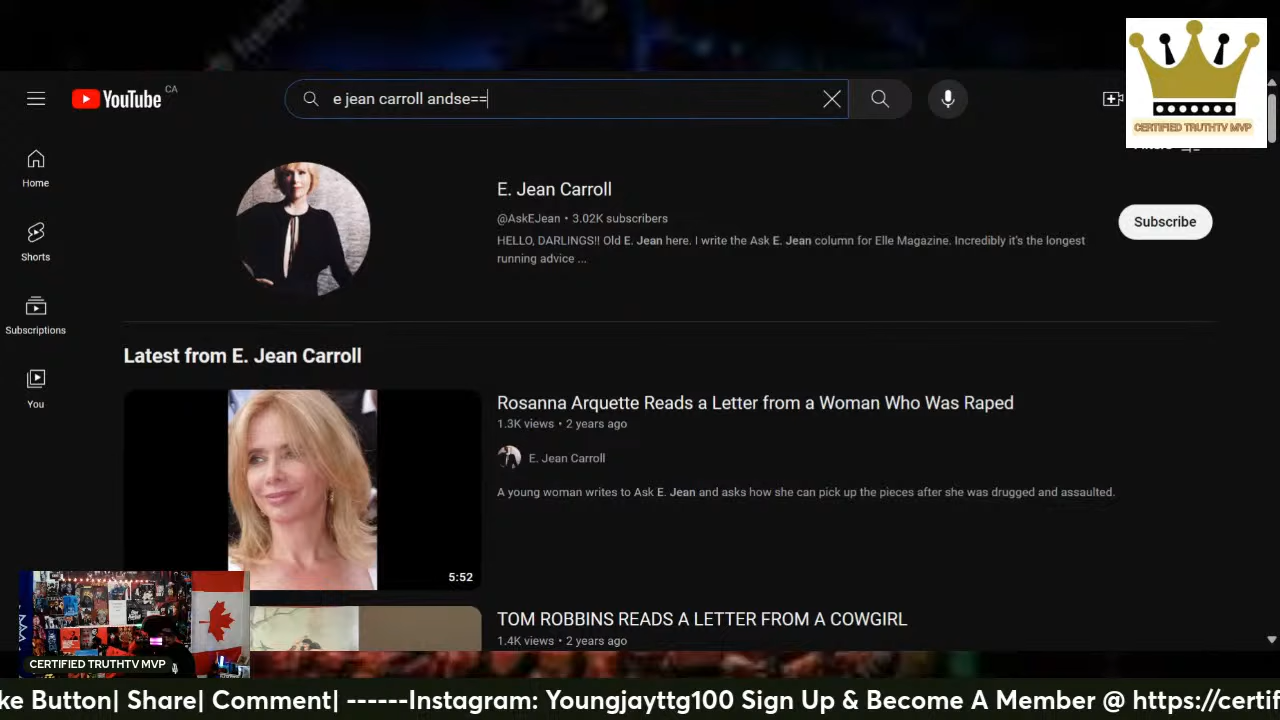 CERTIFIED TRUTHTV MVP
YouTube CA
e jean carroll andse==
Home
Shorts
Subscriptions
You
E. Jean Carroll
@AskEJean • 3.02K subscribers
HELLO, DARLINGS!! Old E. Jean here. I write the Ask E. Jean column for Elle Magazine. Incredibly it's the longest
running advice ...
Subscribe
Latest from E. Jean Carroll
Rosanna Arquette Reads a Letter from a Woman Who Was Raped
1.3K views • 2 years ago
E. Jean Carroll
A young woman writes to Ask E. Jean and asks how she can pick up the pieces after she was drugged and assaulted.
5:52
TOM ROBBINS READS A LETTER FROM A COWGIRL
1.4K views • 2 years ago
CERTIFIED TRUTHTV MVP
ke Button| Share| Comment| ------Instagram: Youngjayttg100 Sign Up & Become A Member @ https://certif